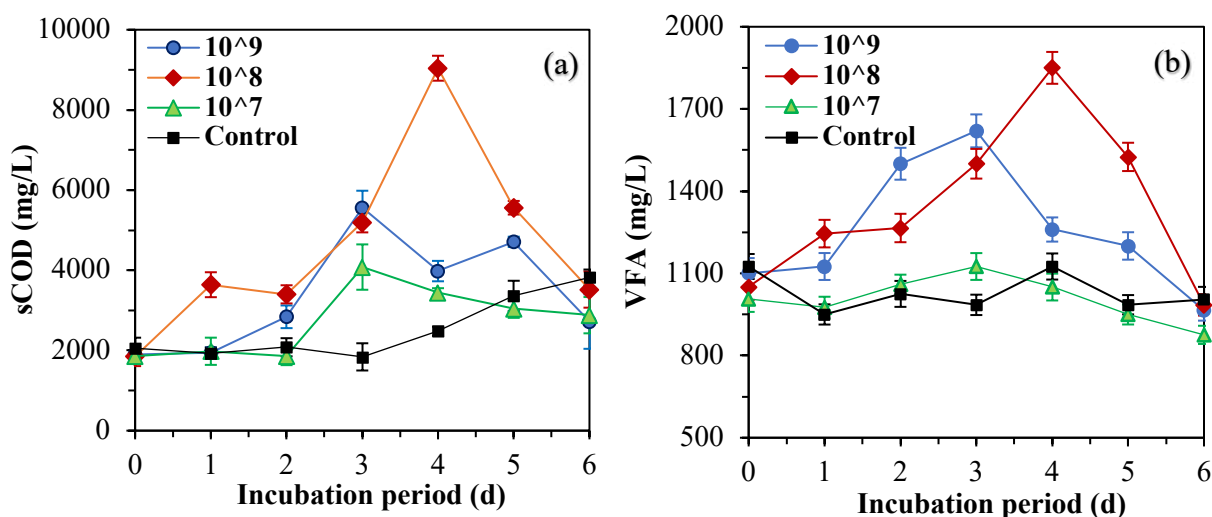 10000
8000
6000
4000
2000
0
sCOD (mg/L)
10^9
10^8
10^7
Control
(a)
0 1 2 3 4 5 6
Incubation period (d)
2000
1700
1400
1100
800
500
VFA (mg/L)
10^9
10^8
10^7
Control
(b)
0 1 2 3 4 5 6
Incubation period (d)